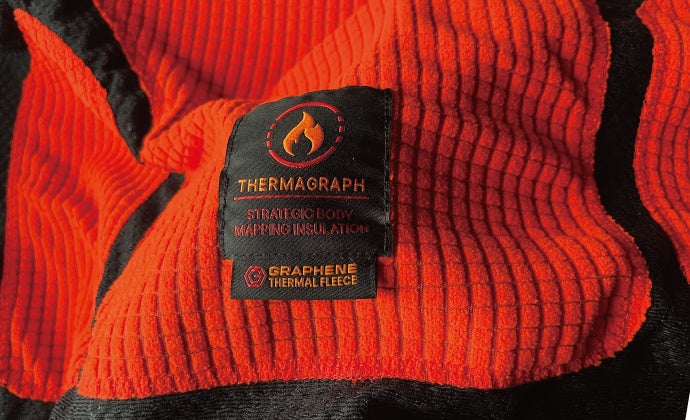 THERMAGRAPH
STRATEGIC BODY
MAPPING INSULATION
GRAPHENE
THERMAL FLEECE